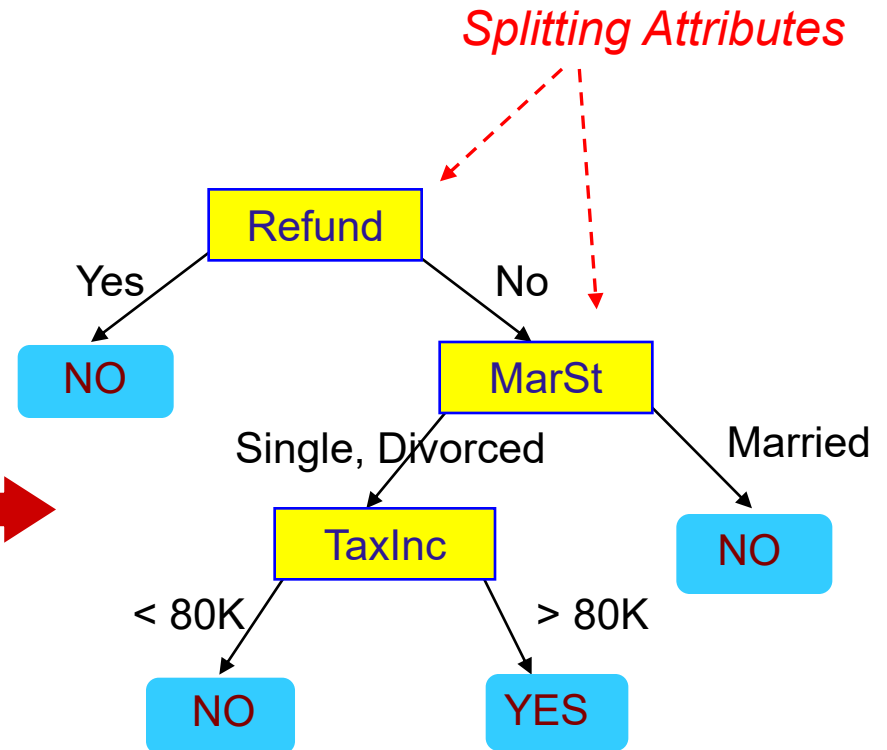 Splitting Attributes
Refund
Yes
No
NO
MarSt
Single, Divorced
Married
TaxInc
NO
< 80K
> 80K
NO
YES